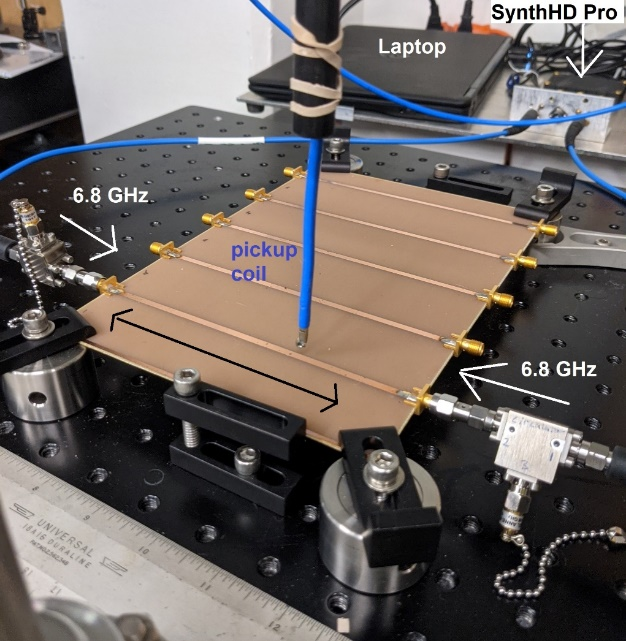 SynthHD Pro
Laptop
6.8 GHz
pickup
coil
6.8 GHz
UNIVERSAL